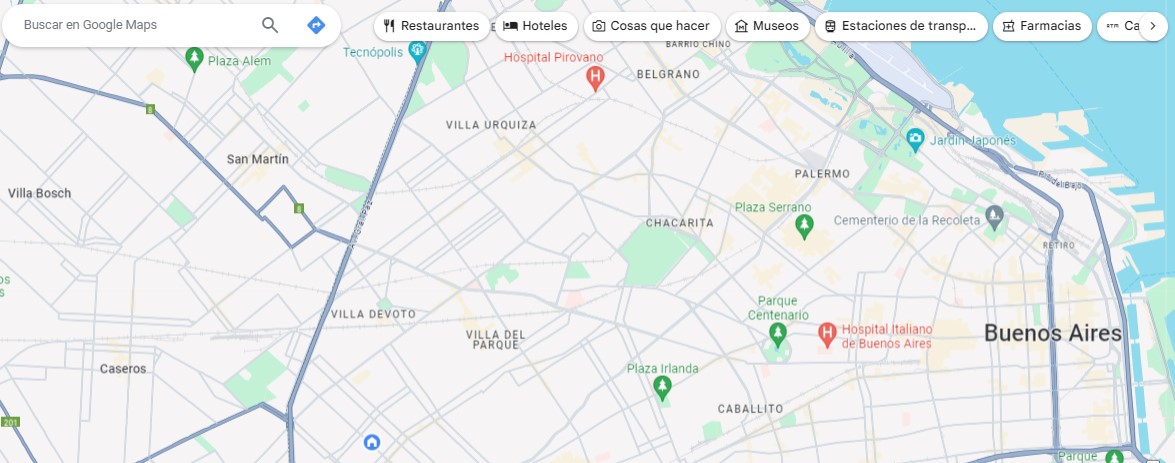 Buscar en Google Maps
Restaurantes
Hoteles
Cosas que hacer
Museos
Estaciones de transp...
Farmacias
Ca
Tecnópolis
Plaza Alem
Hospital Pirovano
BARRIO CHINO
BELGRANO
8
VILLA URQUIZA
Jardín Japonés
San Martín
PALERMO
Villa Bosch
8
Plaza Serrano
CHACARITA
Cementerio de la Recoleta
RETIRO
VILLA DEVOTO
Parque
Centenario
VILLA DEL
PARQUE
Hospital Italiano
de Buenos Aires
Buenos Aires
Caseros
Plaza Irlanda
CABALLITO
201
Parque